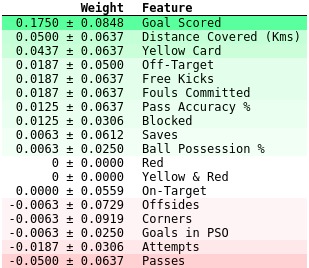 Weight Feature
0.1750 ± 0.0848 Goal Scored
0.0500 ± 0.0637 Distance Covered (Kms)
0.0437 ± 0.0637 Yellow Card
0.0187 ± 0.0500 Off-Target
0.0187 ± 0.0637 Free Kicks
0.0187 ± 0.0637 Fouls Committed
0.0125 ± 0.0637 Pass Accuracy %
0.0125 ± 0.0306 Blocked
0.0063 ± 0.0612 Saves
0.0063 ± 0.0250 Ball Possession %
0 ± 0.0000 Red
0 ± 0.0000 Yellow & Red
0.0000 ± 0.0559 On-Target
-0.0063 ± 0.0729 Offsides
-0.0063 ± 0.0919 Corners
-0.0063 ± 0.0250 Goals in PSO
-0.0187 ± 0.0306 Attempts
-0.0500 ± 0.0637 Passes